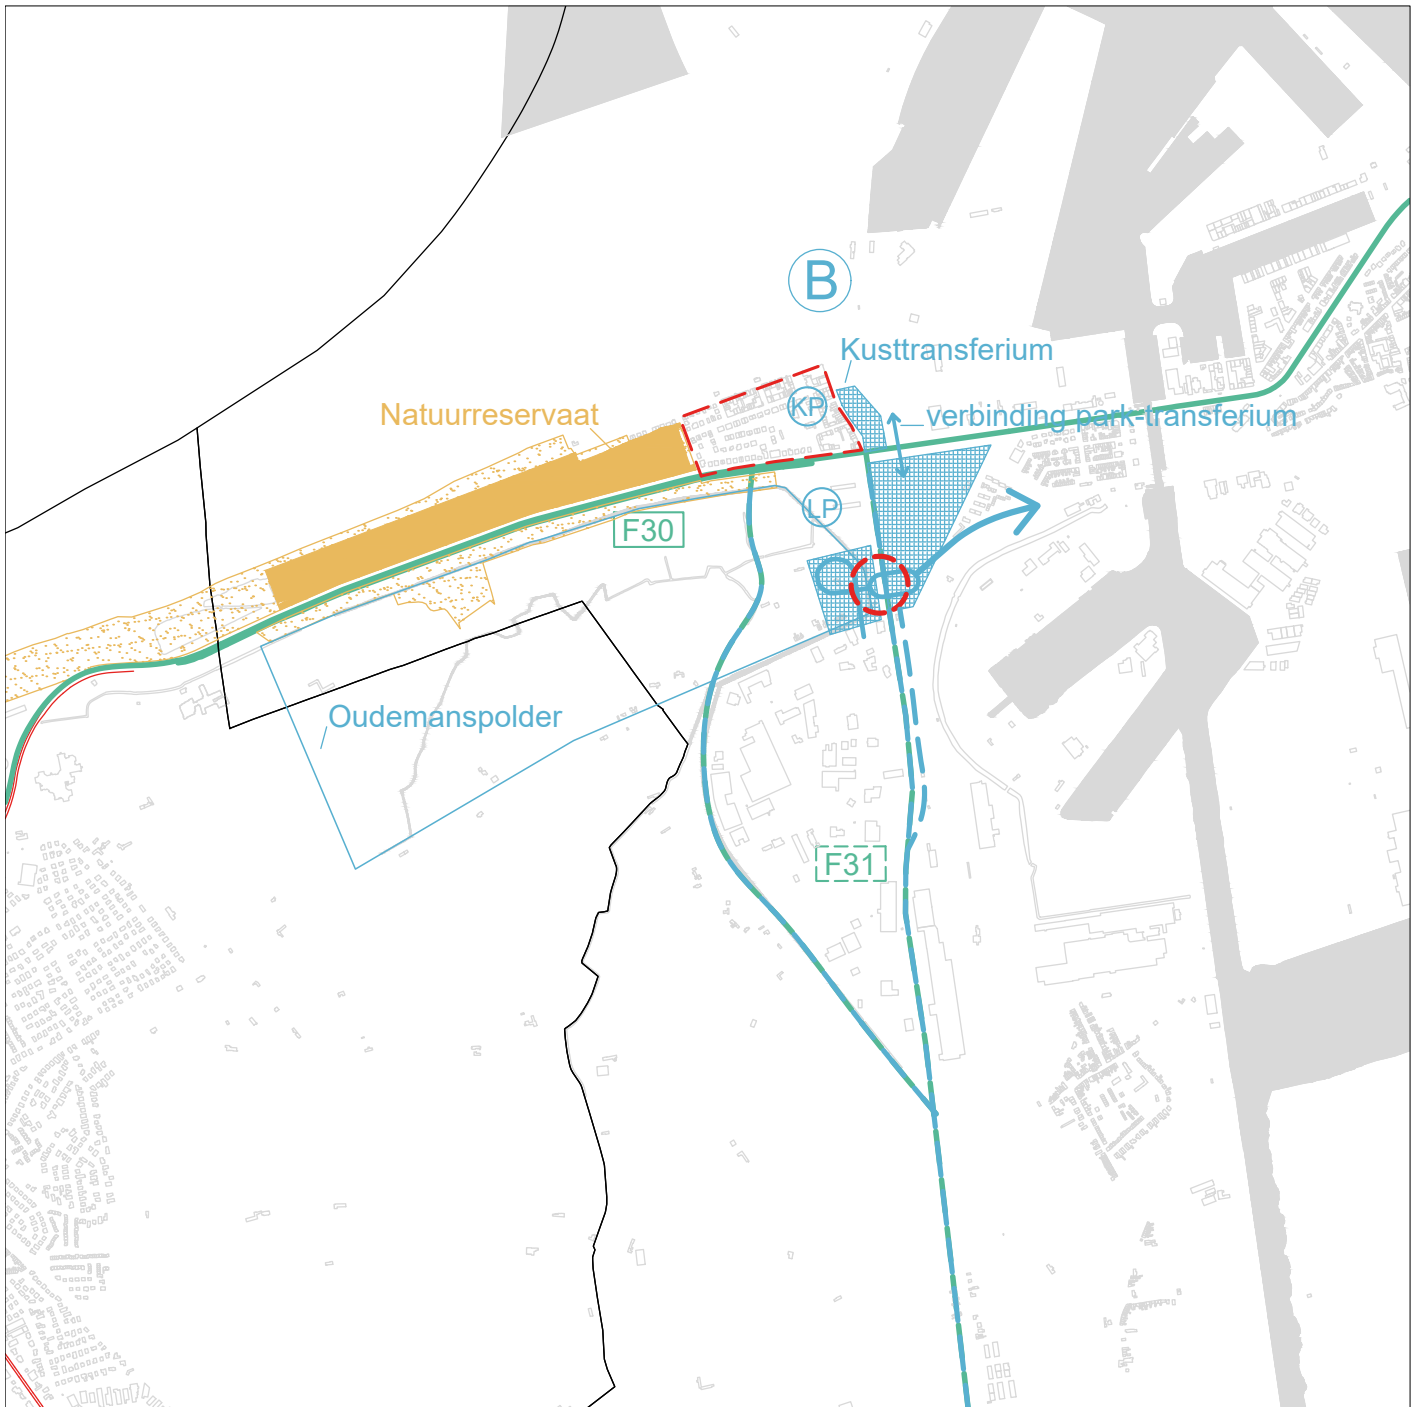 B
Kusttransferium
KP
Natuurreservaat
verbinding park-transferium
LP
F30
Oudemanspolder
F31